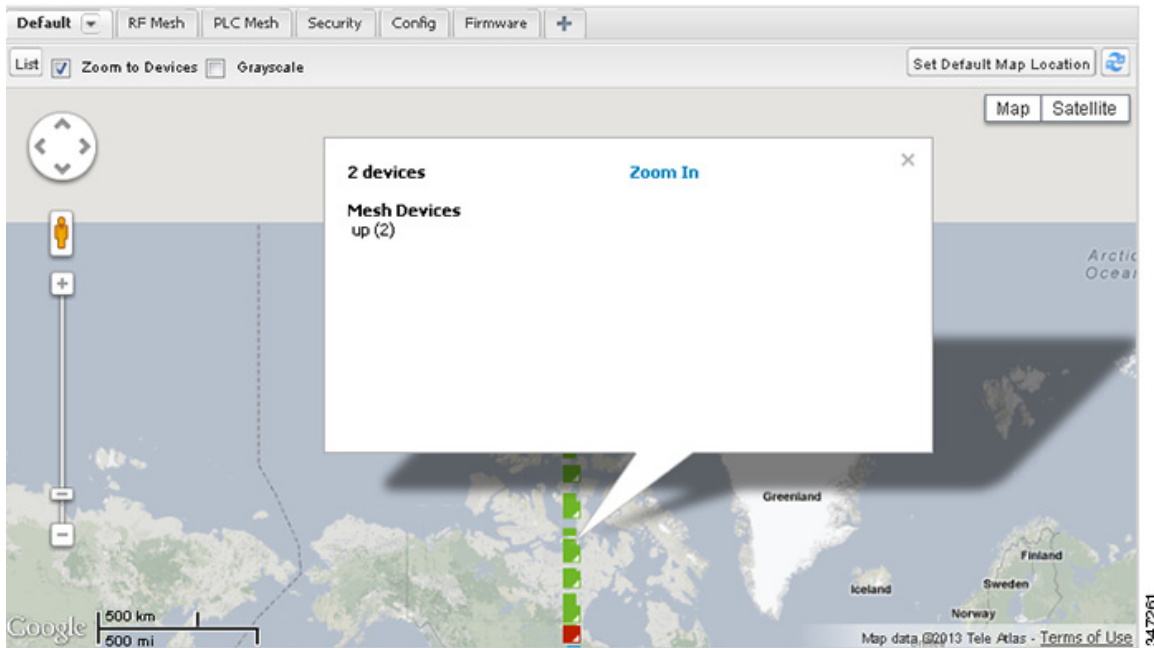 Default RF Mesh PLC Mesh Security Config Firmware +
List Zoom to Devices Grayscale Set Default Map Location
Map Satellite
2 devices Zoom In
Mesh Devices
up (2)
Arctic
Ocean
+
Greenland
−
Finland
Iceland
Sweden
Norway
500 km
500 mi
Google
Map data ©2013 Tele Atlas - Terms of Use
347261